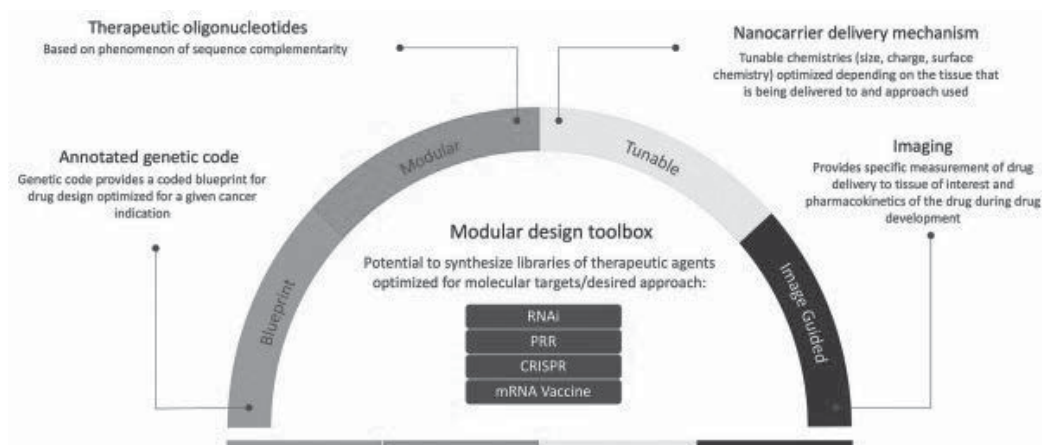 Therapeutic oligonucleotides
Based on phenomenon of sequence complementarity
Nanocarrier delivery mechanism
Tunable chemistries (size, charge, surface
chemistry) optimized depending on the tissue that
is being delivered to and approach used
Annotated genetic code
Genetic code provides a coded blueprint for
drug design optimized for a given cancer
indication
Imaging
Provides specific measurement of drug
delivery to tissue of interest and
pharmacokinetics of the drug during drug
development
Blueprint
Modular
Tunable
Image Guided
Modular design toolbox
Potential to synthesize libraries of therapeutic agents
optimized for molecular targets/desired approach:
RNAi
PRR
CRISPR
mRNA Vaccine